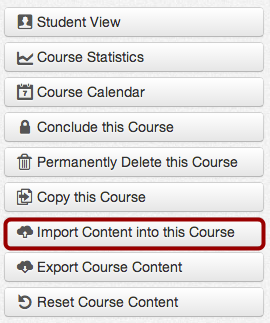 Student View
Course Statistics
7 Course Calendar
Conclude this Course
Permanently Delete this Course
Copy this Course
Import Content into this Course
Export Course Content
Reset Course Content